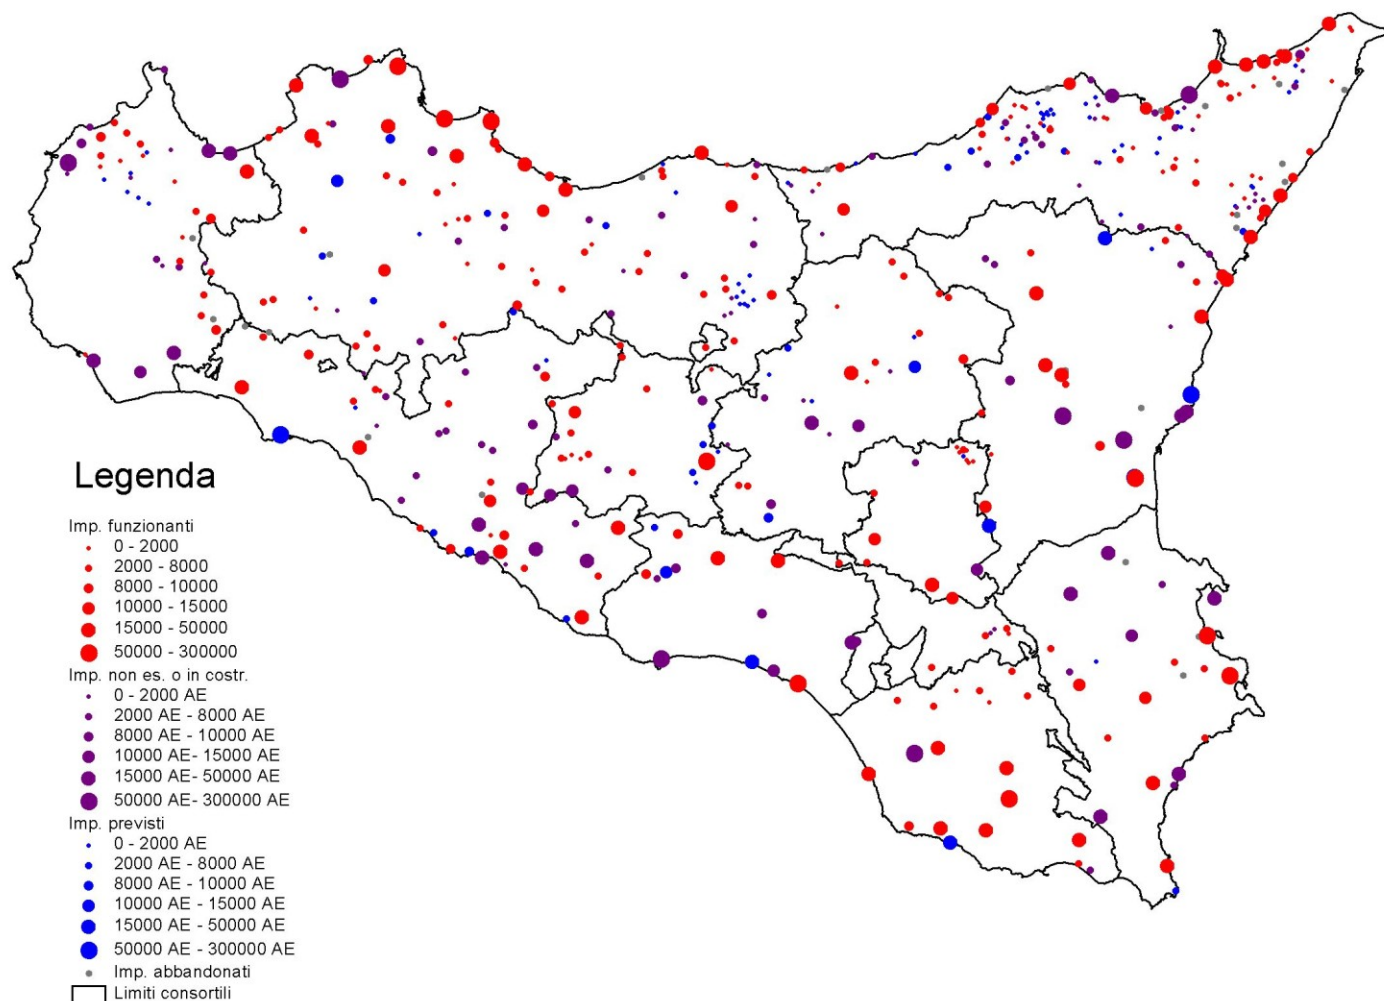 Legenda
Imp. funzionanti
0 - 2000
2000 - 8000
8000 - 10000
10000 - 15000
15000 - 50000
50000 - 300000
Imp. non es. o in costr.
0 - 2000 AE
2000 AE - 8000 AE
8000 AE - 10000 AE
10000 AE- 15000 AE
15000 AE- 50000 AE
50000 AE- 300000 AE
Imp. previsti
0 - 2000 AE
2000 AE - 8000 AE
8000 AE - 10000 AE
10000 AE - 15000 AE
15000 AE - 50000 AE
50000 AE - 300000 AE
Imp. abbandonati
Limiti consortili